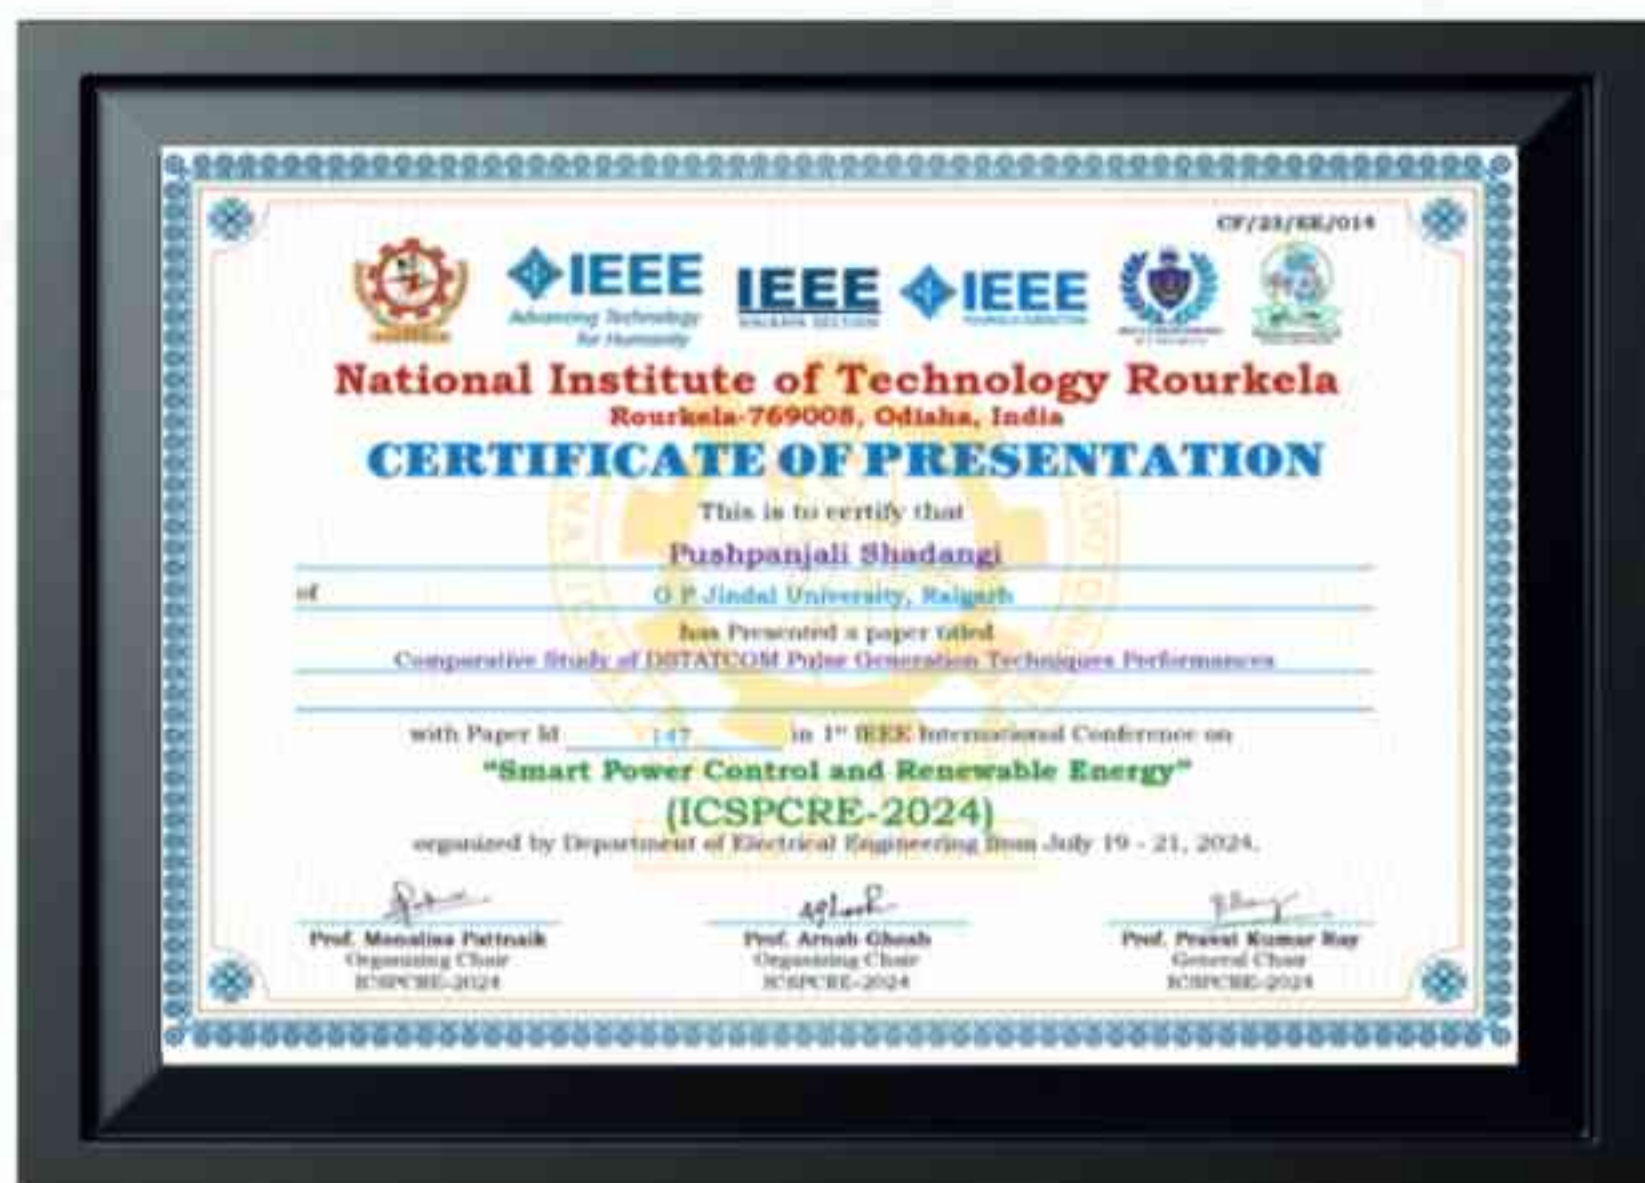 CF/23/EE/014
IEEE IEEE IEEE
Advancing Technology
for Humanity
National Institute of Technology Rourkela
Rourkela-769008, Odisha, India
CERTIFICATE OF PRESENTATION
This is to certify that
Pushpanjali Shadangi
of O P Jindal University, Raigarh
has Presented a paper titled
Comparative Study of DSTATCOM Pulse Generation Techniques Performances
with Paper Id 147 in 1st IEEE International Conference on
"Smart Power Control and Renewable Energy"
(ICSPCRE-2024)
organized by Department of Electrical Engineering from July 19 - 21, 2024.
Prof. Monalisa Pattnaik Prof. Arnab Ghosh Prof. Pravat Kumar Ray
Organizing Chair Organizing Chair General Chair
ICSPCRE-2024 ICSPCRE-2024 ICSPCRE-2024